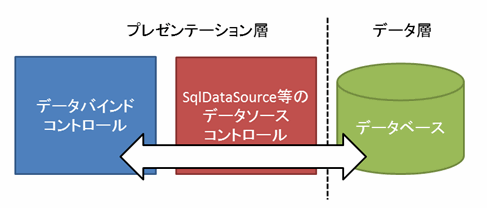 プレゼンテーション層
データ層
データバインド
コントロール
SqlDataSource等の
データソース
コントロール
データベース